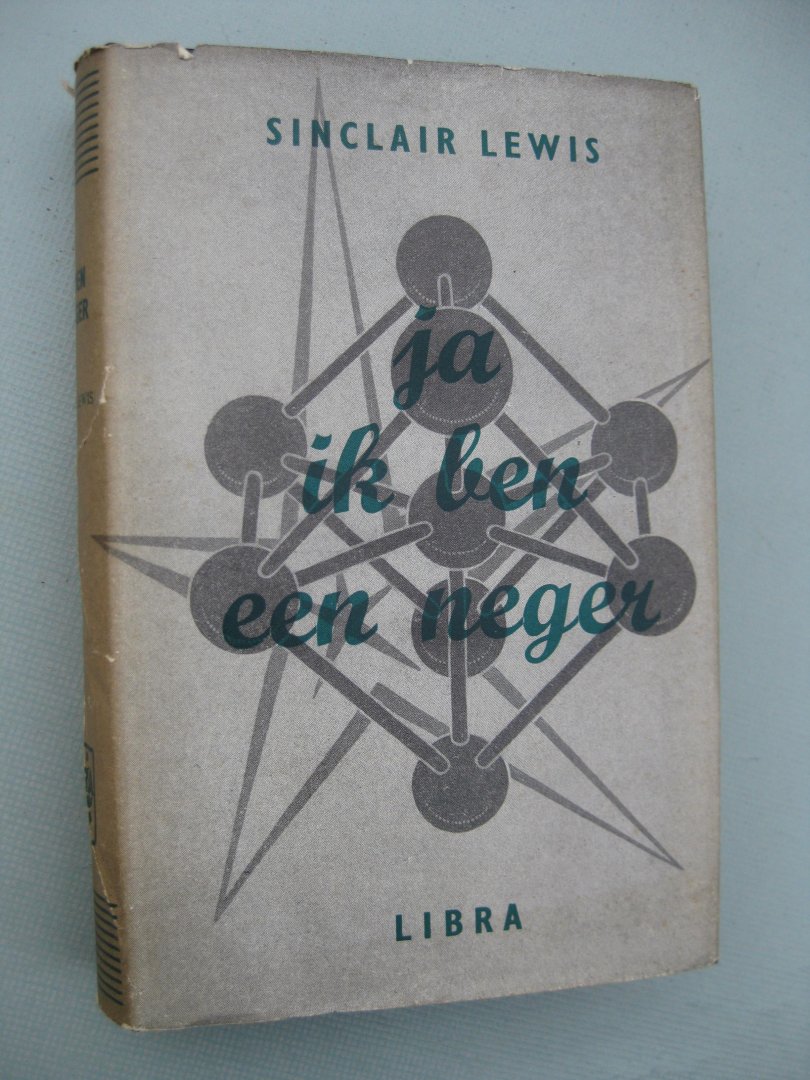 SINCLAIR LEWIS
ja
ik ben
een neger
LIBRA